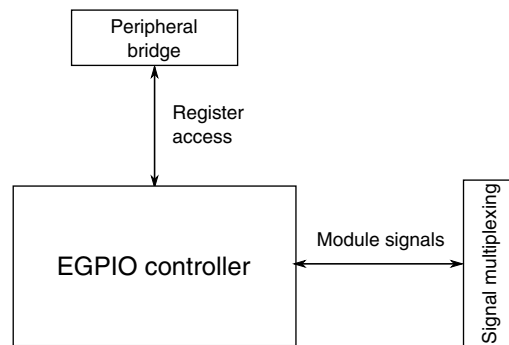 Peripheral
bridge
Register
access
EGPIO controller
Module signals
Signal multiplexing